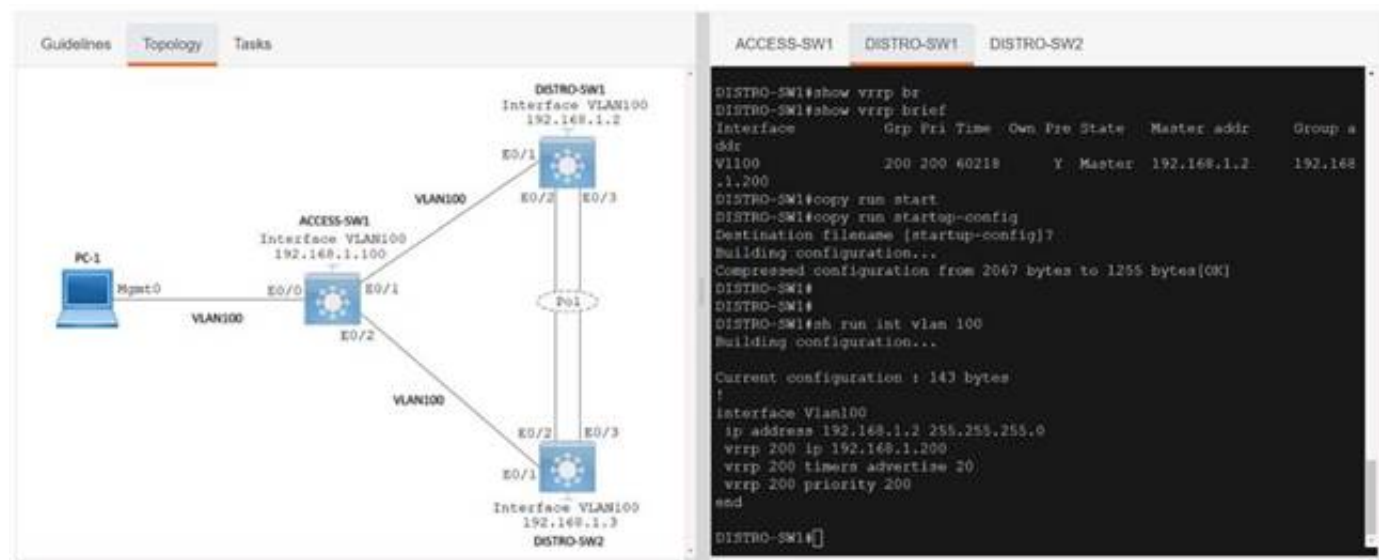 Guidelines Topology Tasks
DISTRO-SW1
Interface VLAN100
192.168.1.2
E0/1
E0/2 E0/3
VLAN100
ACCESS-SW1
Interface VLAN100
192.168.1.100
PC-1
Mgmt0
E0/0
E0/1
VLAN100
E0/2
Po1
VLAN100
E0/2 E0/3
E0/1
Interface VLAN100
192.168.1.3
DISTRO-SW2
ACCESS-SW1 DISTRO-SW1 DISTRO-SW2
DISTRO-SW1#show vrrp br
DISTRO-SW1#show vrrp brief
Interface Grp Pri Time Own Pre State Master addr Group a
ddr
Vl100 200 200 60218 Y Master 192.168.1.2 192.168
.1.200
DISTRO-SW1#copy run start
DISTRO-SW1#copy run startup-config
Destination filename [startup-config]?
Building configuration...
Compressed configuration from 2067 bytes to 1255 bytes[OK]
DISTRO-SW1#
DISTRO-SW1#
DISTRO-SW1#sh run int vlan 100
Building configuration...
Current configuration : 143 bytes
!
interface Vlan100
ip address 192.168.1.2 255.255.255.0
vrrp 200 ip 192.168.1.200
vrrp 200 timers advertise 20
vrrp 200 priority 200
end
DISTRO-SW1#